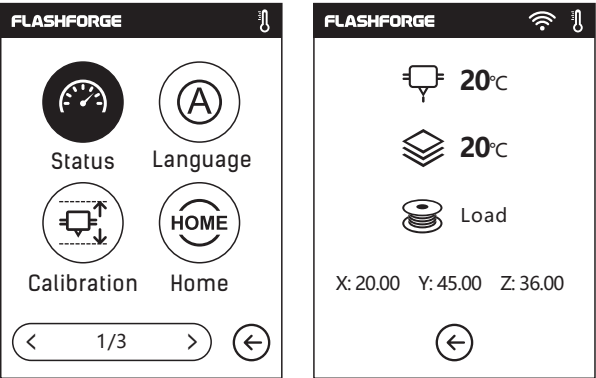 FLASHFORGE
Status Language
A
Calibration Home
HOME
< 1/3 >
FLASHFORGE
20°C
20°C
Load
X: 20.00 Y: 45.00 Z: 36.00